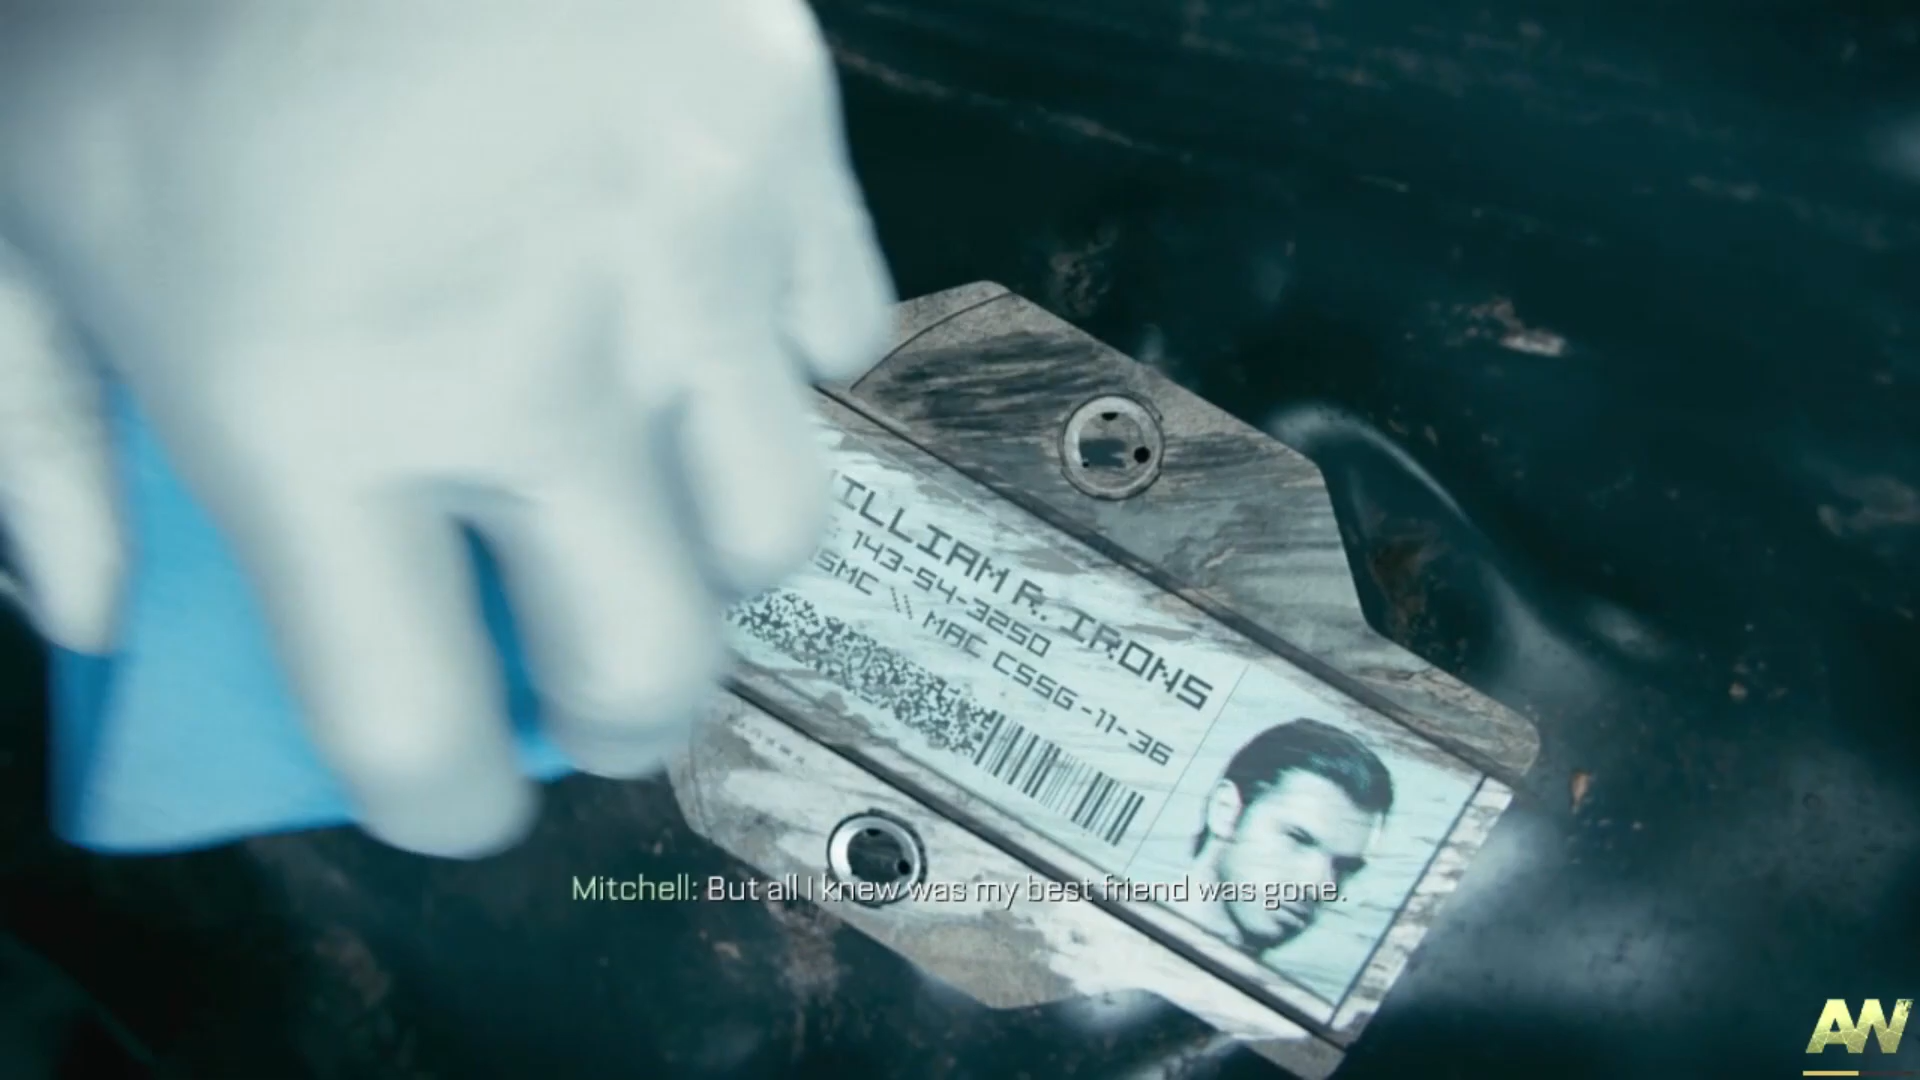 ILLIAM R. IRONS
143-54-3250
SMC \\ MAC CSSG-11-36
Mitchell: But all I knew was my best friend was gone.
AW